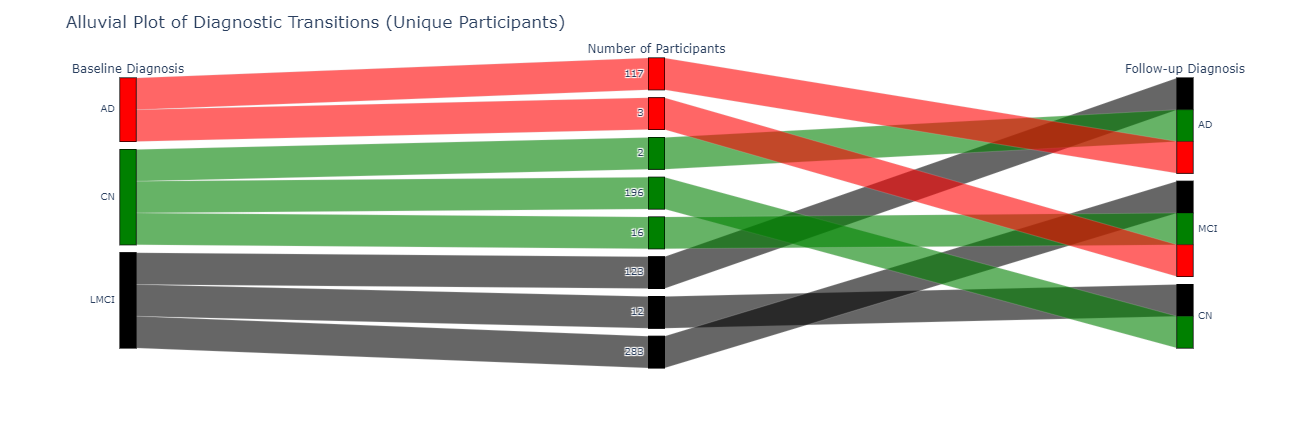 Alluvial Plot of Diagnostic Transitions (Unique Participants)
Number of Participants
Baseline Diagnosis
Follow-up Diagnosis
117
AD
3
AD
2
196
CN
MCI
16
123
LMCI
12
CN
283